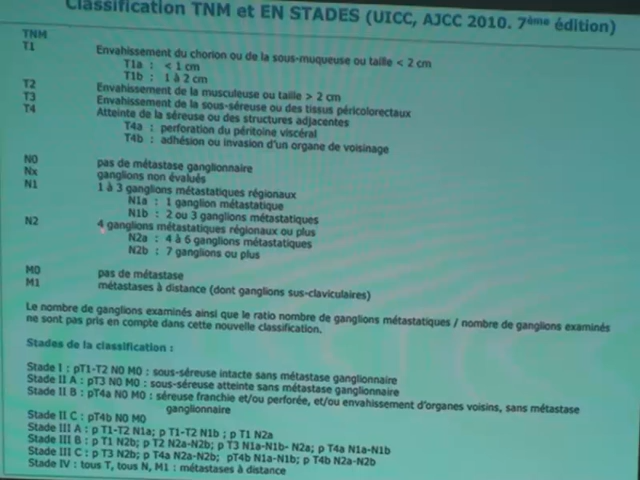 Classification TNM et EN STADES (UICC, AJCC 2010. 7ème édition)
TNM
T1 Envahissement du chorion ou de la sous-muqueuse ou taille < 2 cm
T1a : < 1 cm
T1b : 1 à 2 cm
T2 Envahissement de la musculeuse ou taille > 2 cm
T3 Envahissement de la sous-séreuse ou des tissus péricolorectaux
T4 Atteinte de la séreuse ou des structures adjacentes
T4a : perforation du péritoine viscéral
T4b : adhésion ou invasion d'un organe de voisinage
N0 pas de métastase ganglionnaire
Nx ganglions non évalués
N1 1 à 3 ganglions métastatiques régionaux
N1a : 1 ganglion métastatique
N1b : 2 ou 3 ganglions métastatiques
N2 4 ganglions métastatiques régionaux ou plus
N2a : 4 à 6 ganglions métastatiques
N2b : 7 ganglions ou plus
M0 pas de métastase
M1 métastases à distance (dont ganglions sus-claviculaires)
Le nombre de ganglions examinés ainsi que le ratio nombre de ganglions métastatiques / nombre de ganglions examinés
ne sont pas pris en compte dans cette nouvelle classification.
Stades de la classification :
Stade I : pT1-T2 N0 M0 : sous-séreuse intacte sans métastase ganglionnaire
Stade II A : pT3 N0 M0 : sous-séreuse atteinte sans métastase ganglionnaire
Stade II B : pT4a N0 M0 : séreuse franchie et/ou perforée, et/ou envahissement d'organes voisins, sans métastase
ganglionnaire
Stade II C : pT4b N0 M0
Stade III A : p T1-T2 N1a; p T1-T2 N1b ; p T1 N2a
Stade III B : p T1 N2b; p T2 N2a-N2b; p T3 N1a-N1b- N2a; p T4a N1a-N1b
Stade III C : p T3 N2b; p T4a N2a-N2b; pT4b N1a-N1b; p T4b N2a-N2b
Stade IV : tous T, tous N, M1 : métastases à distance